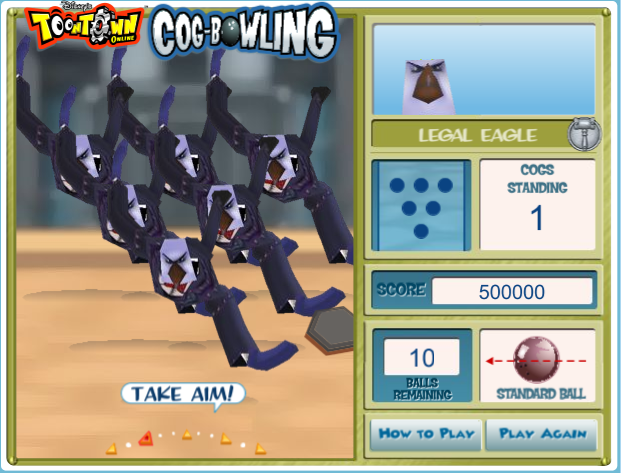 Disney's
TOONTOWN
ONLINE
COG-BOWLING
LEGAL EAGLE
COGS
STANDING
1
SCORE 500000
10
BALLS
REMAINING
STANDARD BALL
TAKE AIM!
HOW TO PLAY
PLAY AGAIN